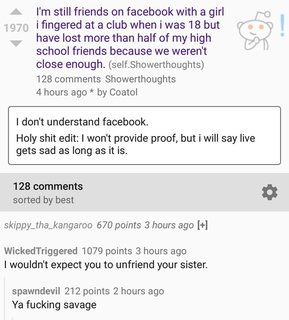 I'm still friends on facebook with a girl
i fingered at a club when i was 18 but
have lost more than half of my high
school friends because we weren't
close enough. (self.Showerthoughts)
1970
128 comments Showerthoughts
4 hours ago * by Coatol
I don't understand facebook.
Holy shit edit: I won't provide proof, but i will say live
gets sad as long as it is.
128 comments
sorted by best
skippy_tha_kangaroo 670 points 3 hours ago [+]
WickedTriggered 1079 points 3 hours ago
I wouldn't expect you to unfriend your sister.
spawndevil 212 points 2 hours ago
Ya fucking savage